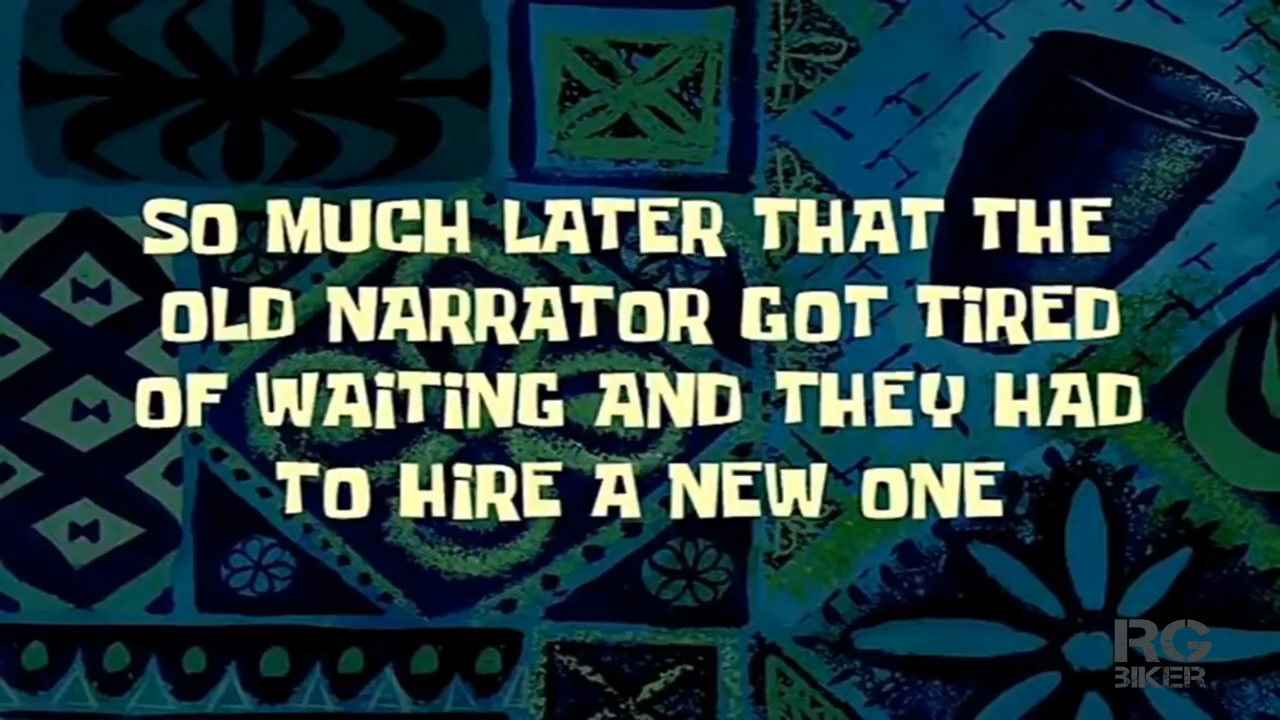 SO MUCH LATER THAT THE
OLD NARRATOR GOT TiRED
OF WAiTiNG AND THEY HAD
TO HiRE A NEW ONE
RG
BIKER